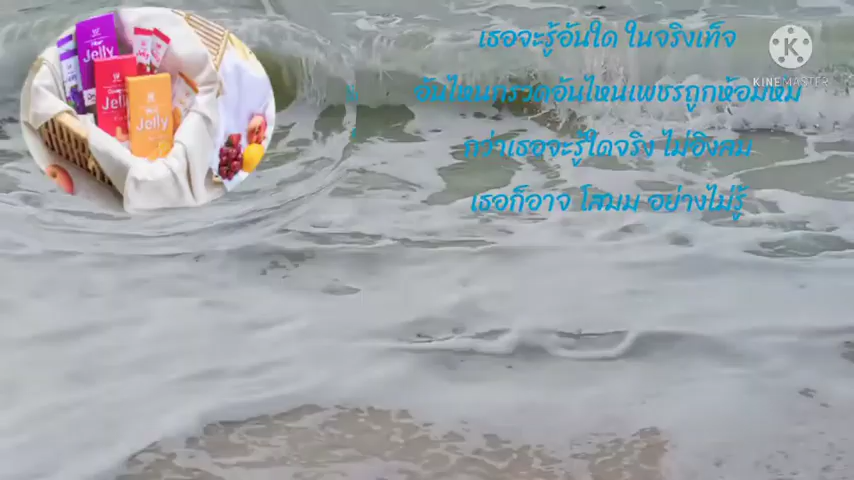 เธอจะรู้อันใด ในจริงเท็จ
อันไหนกรวดอันไหนเพชรถูกห้อมห่ม
กว่าเธอจะรู้ใดจริง ไม่อิงลม
เธอก็อาจ โสมม อย่างไม่รู้
KINEMASTER
Jelly
Jelly
Jelly